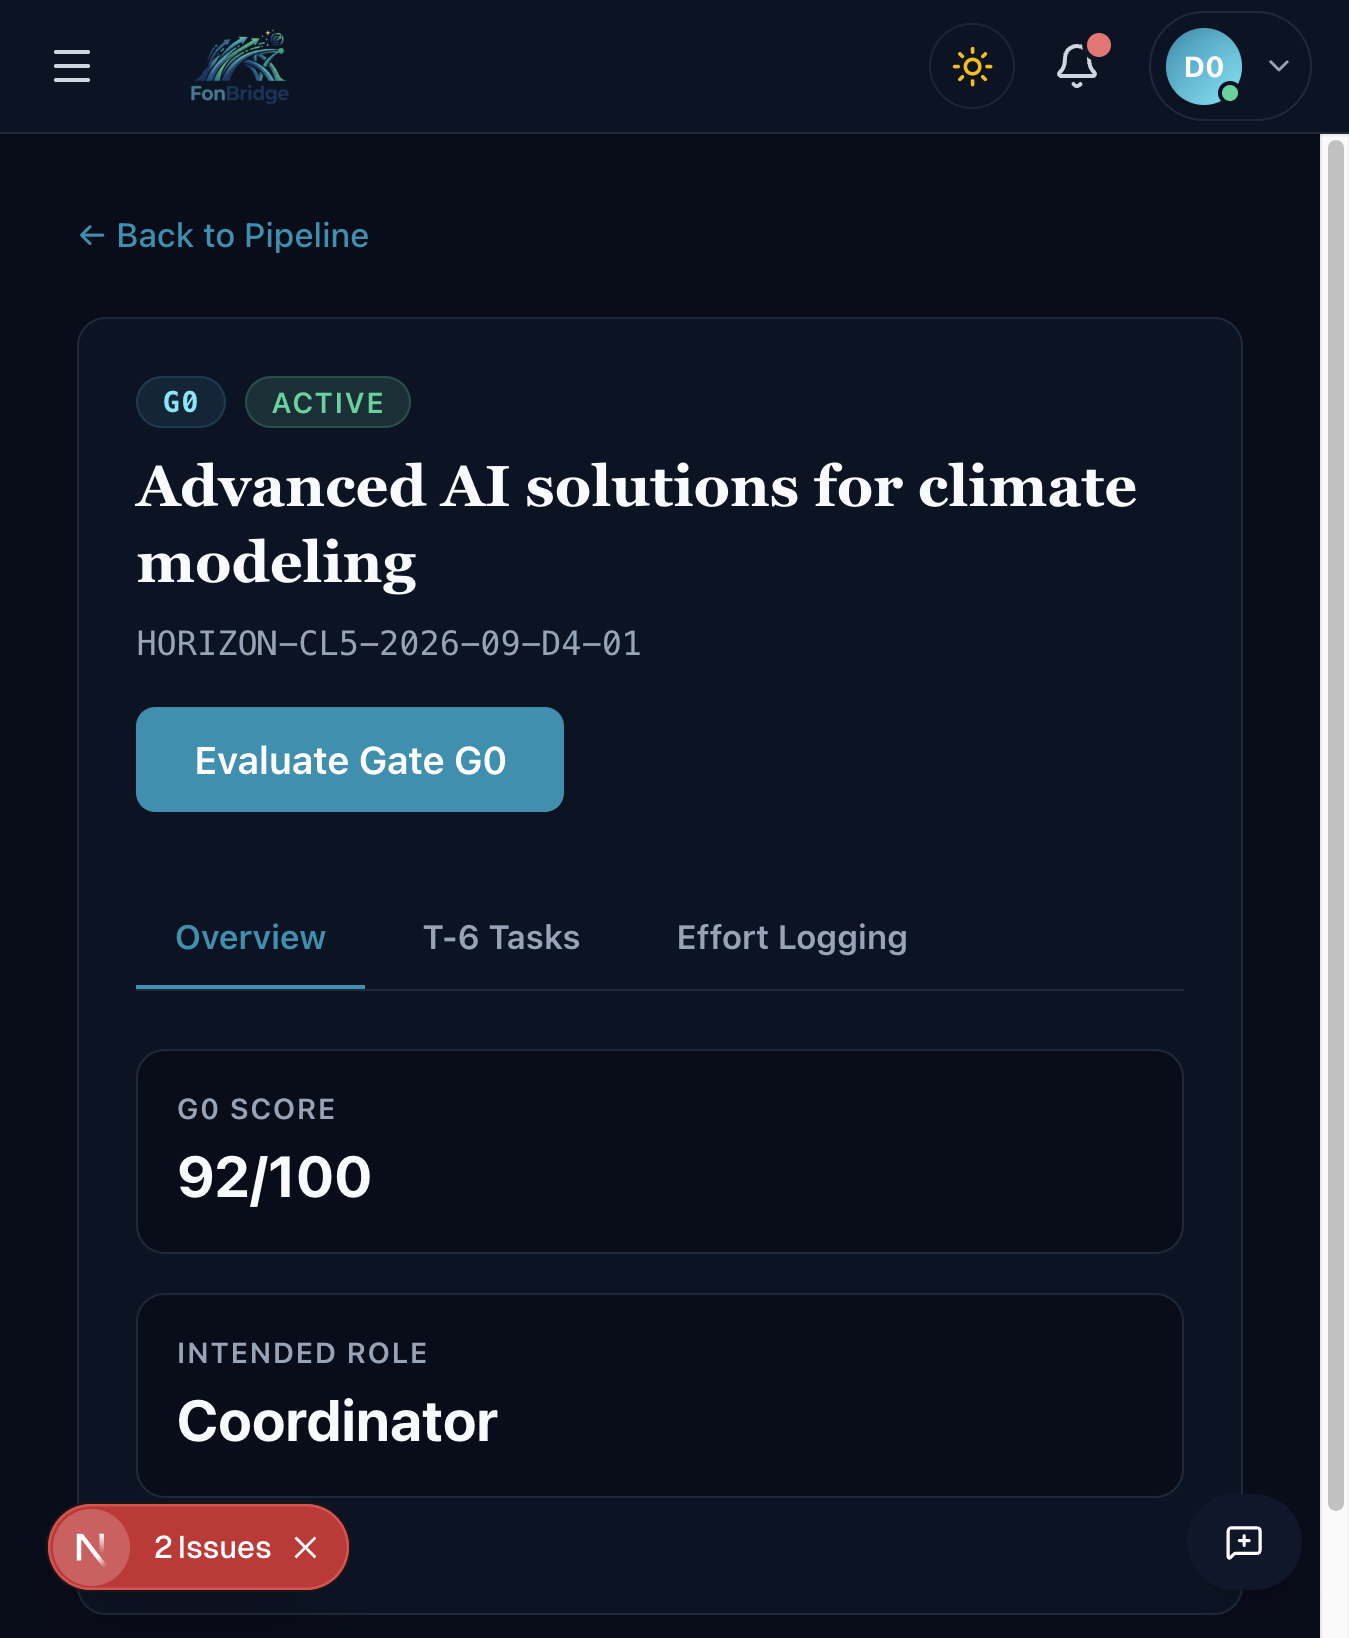 FonBridge
D0
← Back to Pipeline
G0
ACTIVE
Advanced AI solutions for climate
modeling
HORIZON-CL5-2026-09-D4-01
Evaluate Gate G0
Overview
T-6 Tasks
Effort Logging
G0 SCORE
92/100
INTENDED ROLE
Coordinator
N
2 Issues